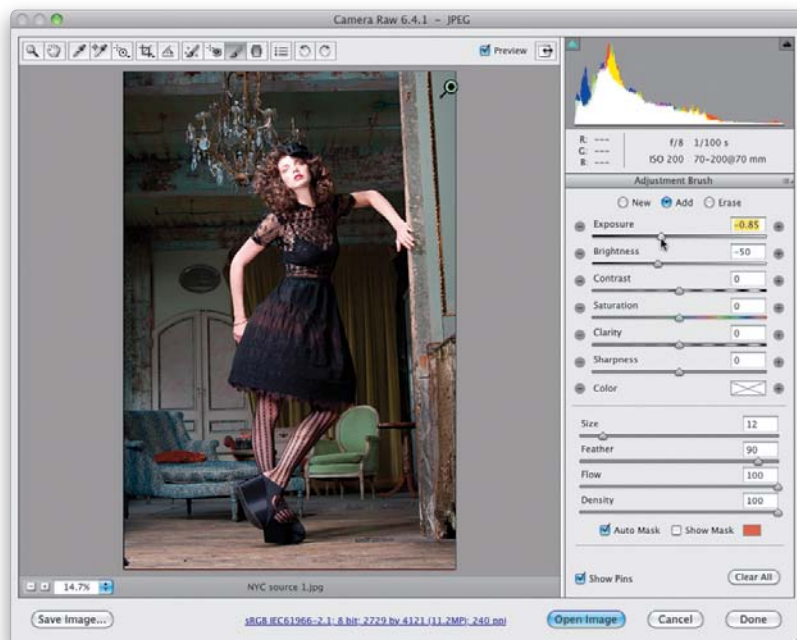 Camera Raw 6.4.1 – JPEG
Preview
R: ---
G: ---
B: ---
f/8 1/100 s
ISO 200 70–200@70 mm
Adjustment Brush
New Add Erase
Exposure -0.85
Brightness -50
Contrast 0
Saturation 0
Clarity 0
Sharpness 0
Color
Size 12
Feather 90
Flow 100
Density 100
Auto Mask Show Mask
Show Pins Clear All
14.7% NYC source 1.jpg
Save Image... sRGB IEC61966-2.1; 8 bit; 2729 by 4121 (11.2MP); 240 ppi Open Image Cancel Done